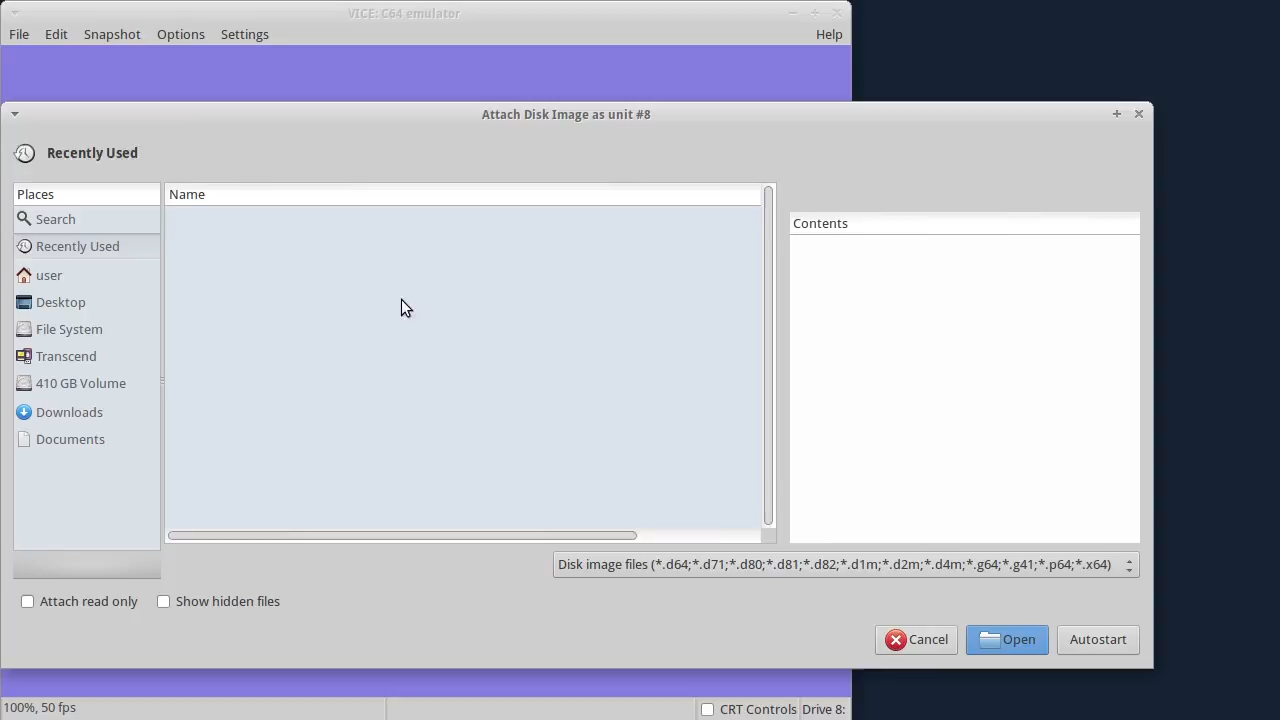 VICE: C64 emulator
File Edit Snapshot Options Settings Help
Attach Disk Image as unit #8
Recently Used
Places
Name
Search
Contents
Recently Used
user
Desktop
File System
Transcend
410 GB Volume
Downloads
Documents
Disk image files (*.d64;*.d71;*.d80;*.d81;*.d82;*.d1m;*.d2m;*.d4m;*.g64;*.g41;*.p64;*.x64)
Attach read only Show hidden files
Cancel Open Autostart
100%, 50 fps CRT Controls Drive 8: